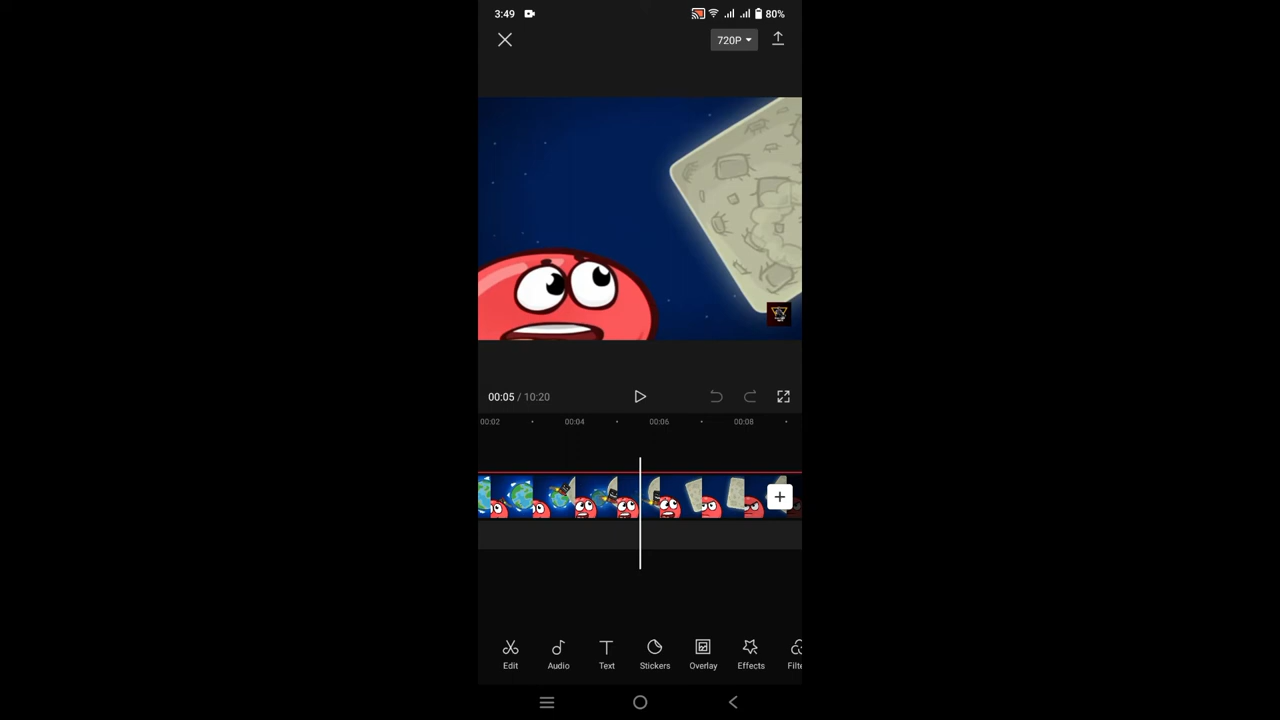 3:49 80%
720P
00:05 / 10:20
00:02 00:04 00:06 00:08
Edit Audio Text Stickers Overlay Effects Filte